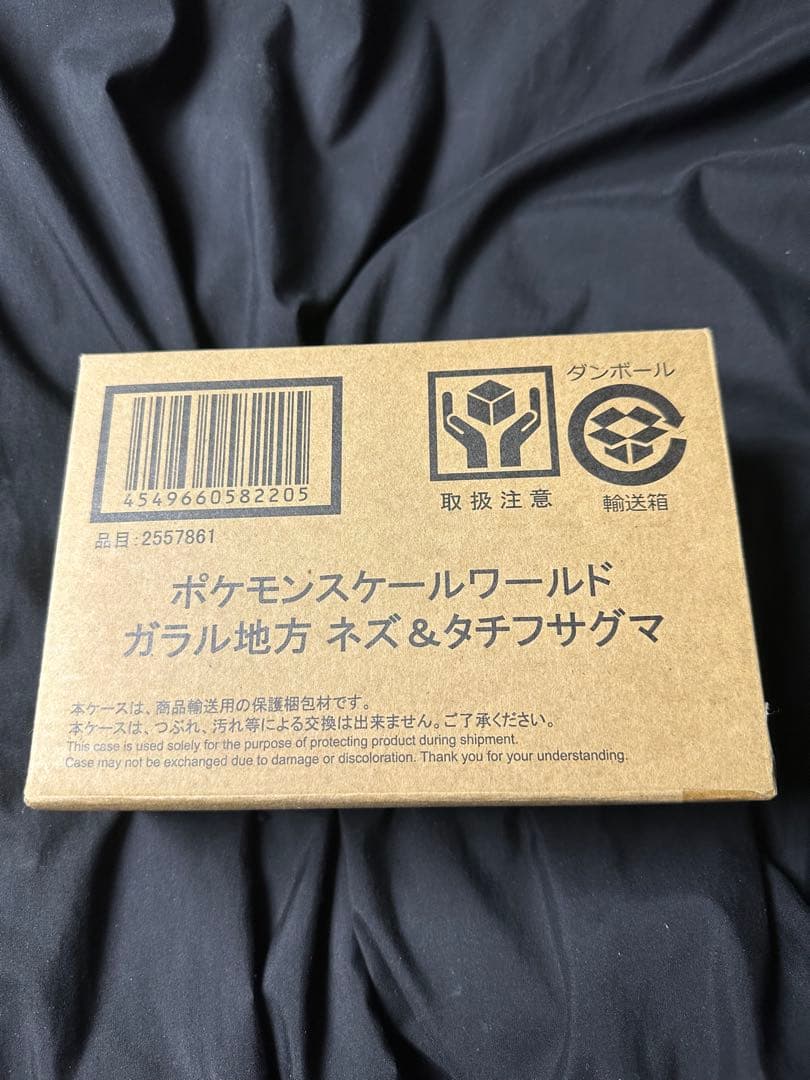 4549660582205
品目:2557861
ダンボール
取扱注意
輸送箱
ポケモンスケールワールド
ガラル地方 ネズ&タチフサグマ
本ケースは、商品輸送用の保護梱包材です。
本ケースは、つぶれ、汚れ等による交換は出来ません。ご了承ください。
This case is used solely for the purpose of protecting product during shipment.
Case may not be exchanged due to damage or discoloration. Thank you for your understanding.